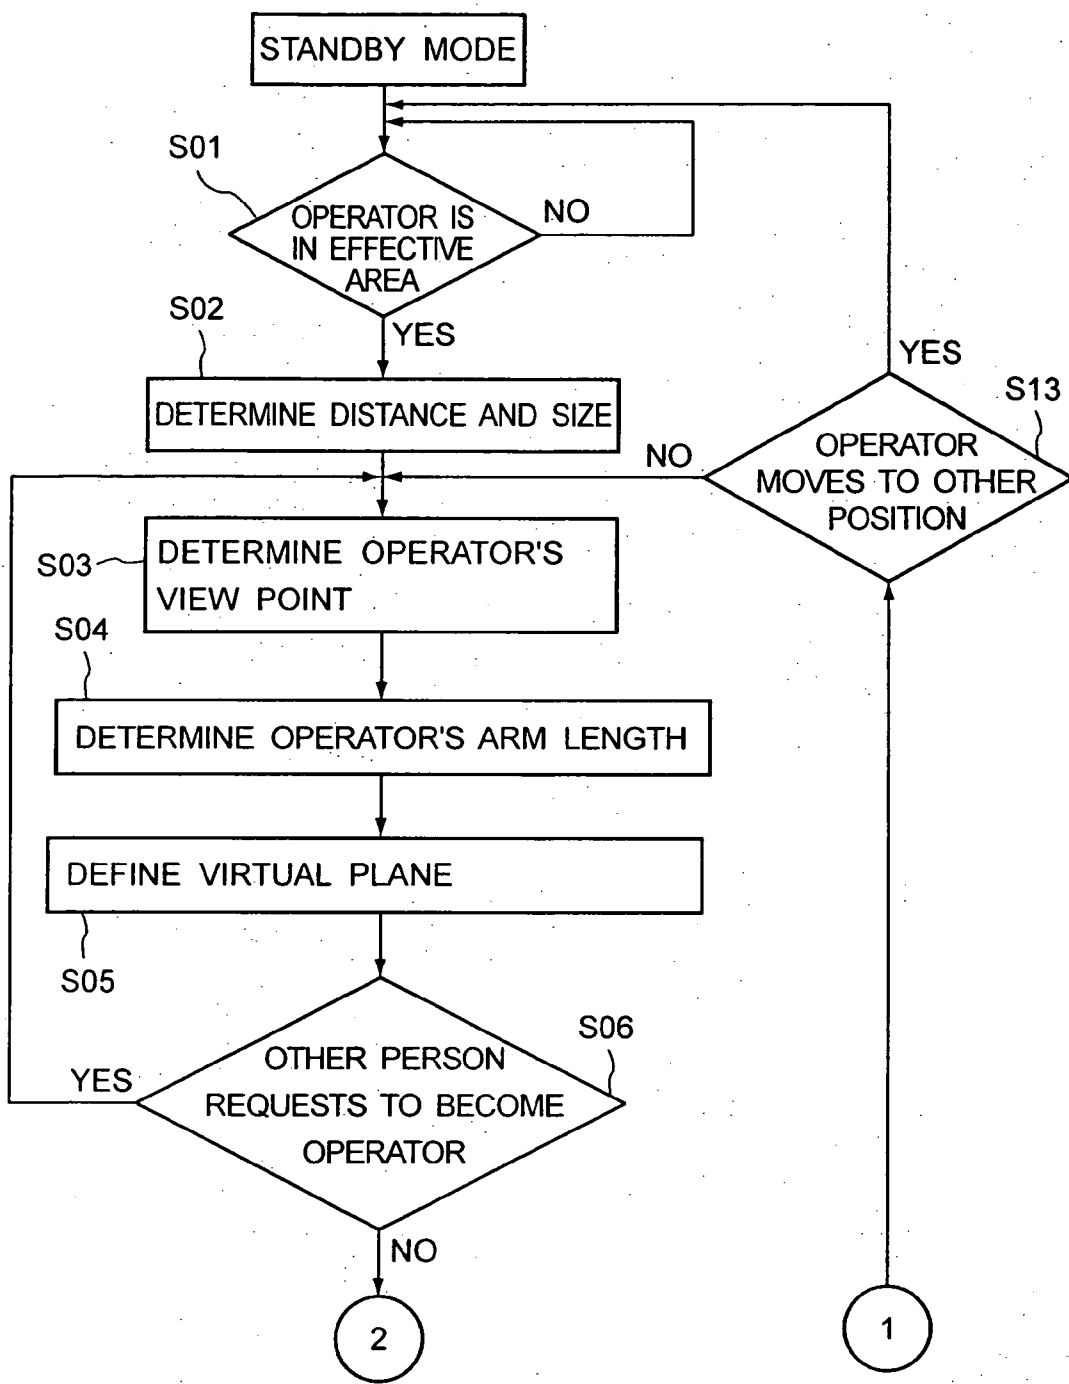 STANDBY MODE
S01
OPERATOR IS
IN EFFECTIVE
AREA
NO
YES
S02
DETERMINE DISTANCE AND SIZE
YES
S13
OPERATOR
MOVES TO OTHER
POSITION
NO
S03
DETERMINE OPERATOR'S
VIEW POINT
S04
DETERMINE OPERATOR'S ARM LENGTH
DEFINE VIRTUAL PLANE
S05
S06
OTHER PERSON
REQUESTS TO BECOME
OPERATOR
YES
NO
2
1